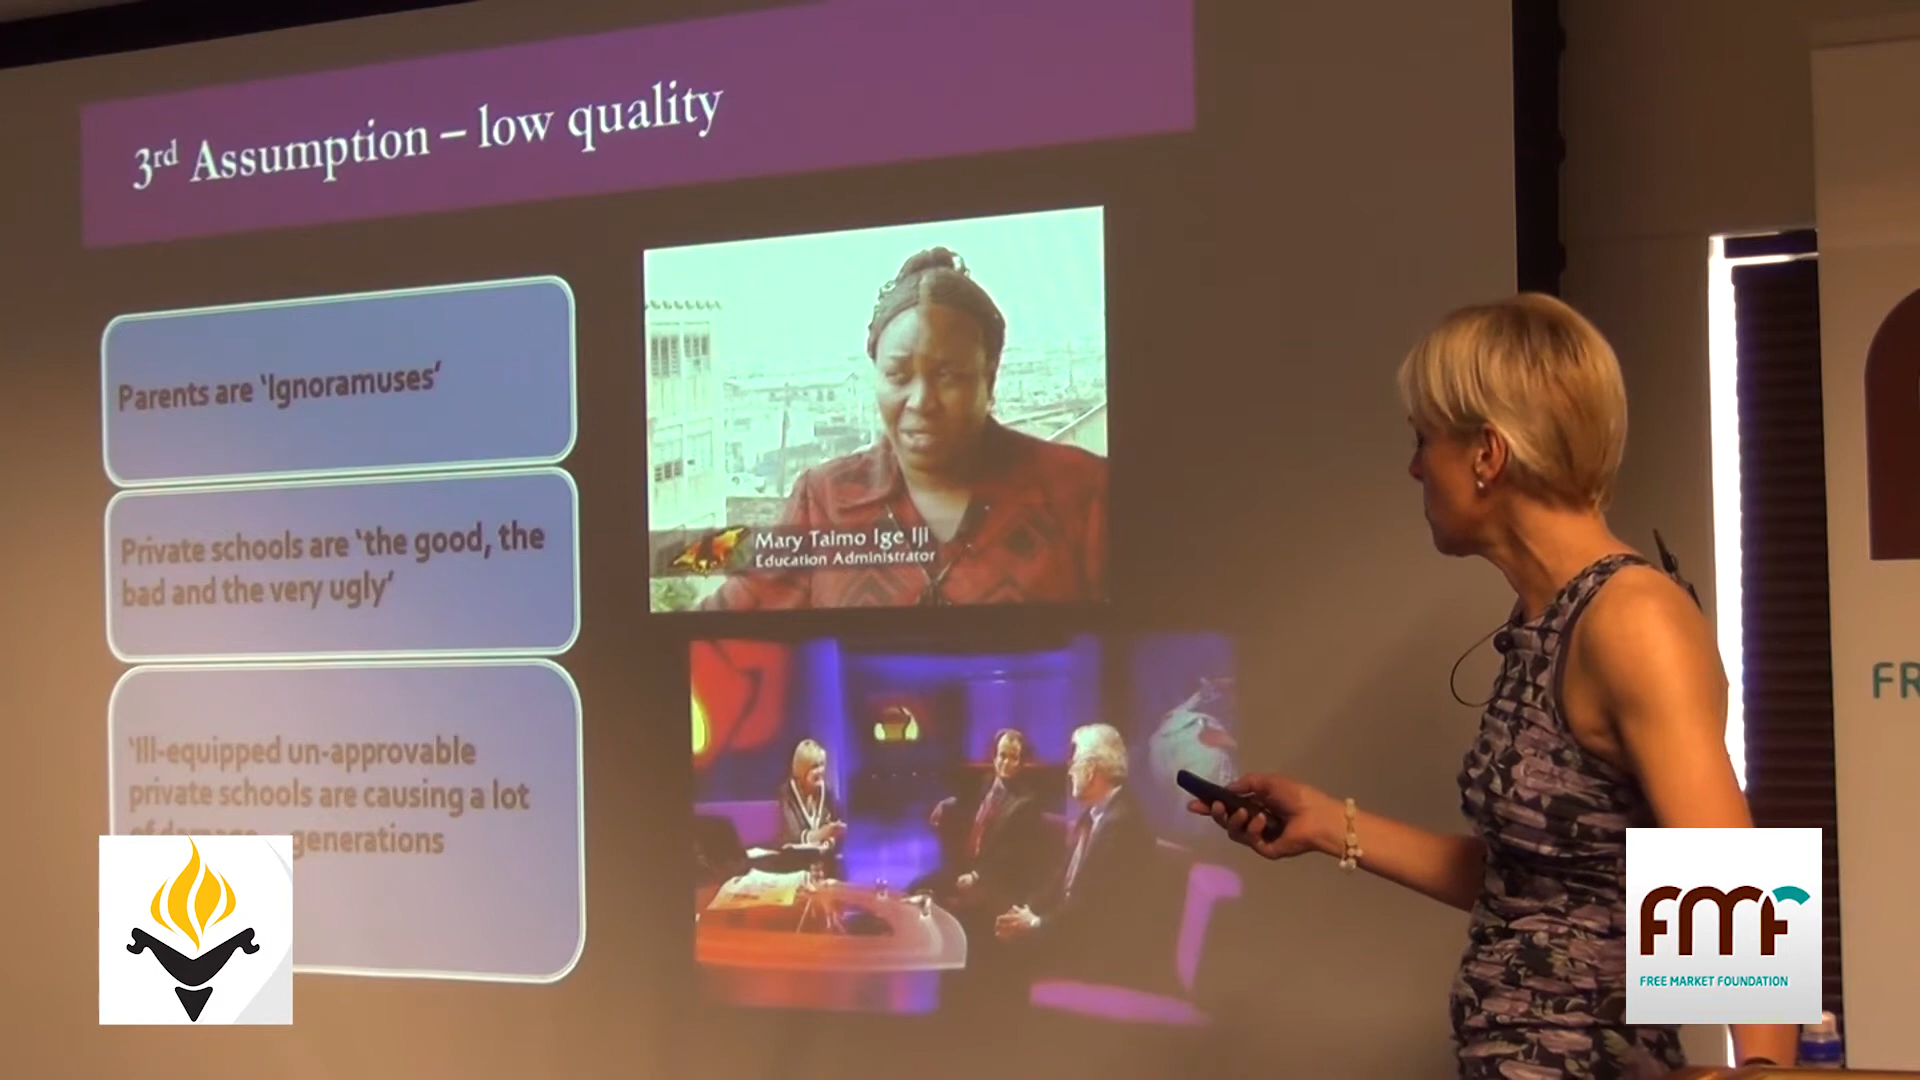 3rd Assumption – low quality
Parents are ‘Ignoramuses’
Private schools are ‘the good, the
bad and the very ugly’
‘Ill-equipped un-approvable
private schools are causing a lot
generations
Mary Taimo Ige Iji
Education Administrator
FMF
FREE MARKET FOUNDATION
FR